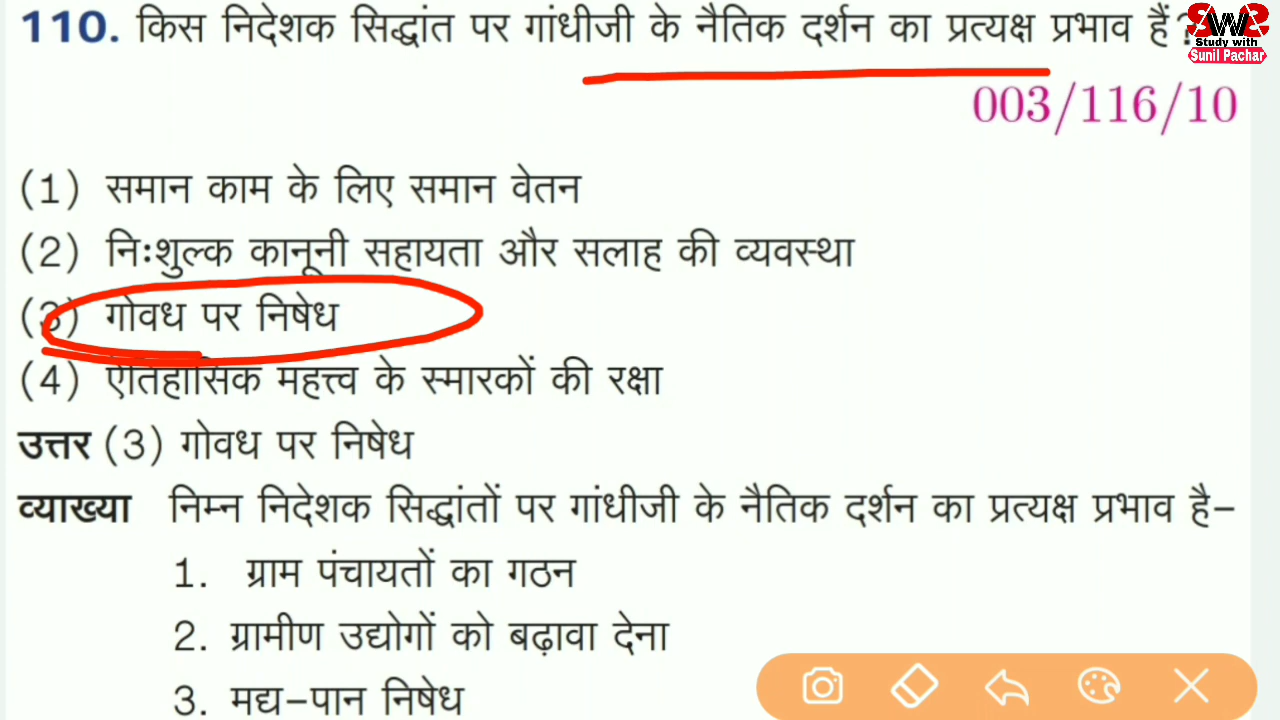 110. किस निदेशक सिद्धांत पर गांधीजी के नैतिक दर्शन का प्रत्यक्ष प्रभाव हैं?
SWS
Study with
Sunil Pachar
003/116/10
(1) समान काम के लिए समान वेतन
(2) निःशुल्क कानूनी सहायता और सलाह की व्यवस्था
(3) गोवध पर निषेध
(4) ऐतिहासिक महत्त्व के स्मारकों की रक्षा
उत्तर (3) गोवध पर निषेध
व्याख्या निम्न निदेशक सिद्धांतों पर गांधीजी के नैतिक दर्शन का प्रत्यक्ष प्रभाव है–
1. ग्राम पंचायतों का गठन
2. ग्रामीण उद्योगों को बढ़ावा देना
3. मद्य–पान निषेध